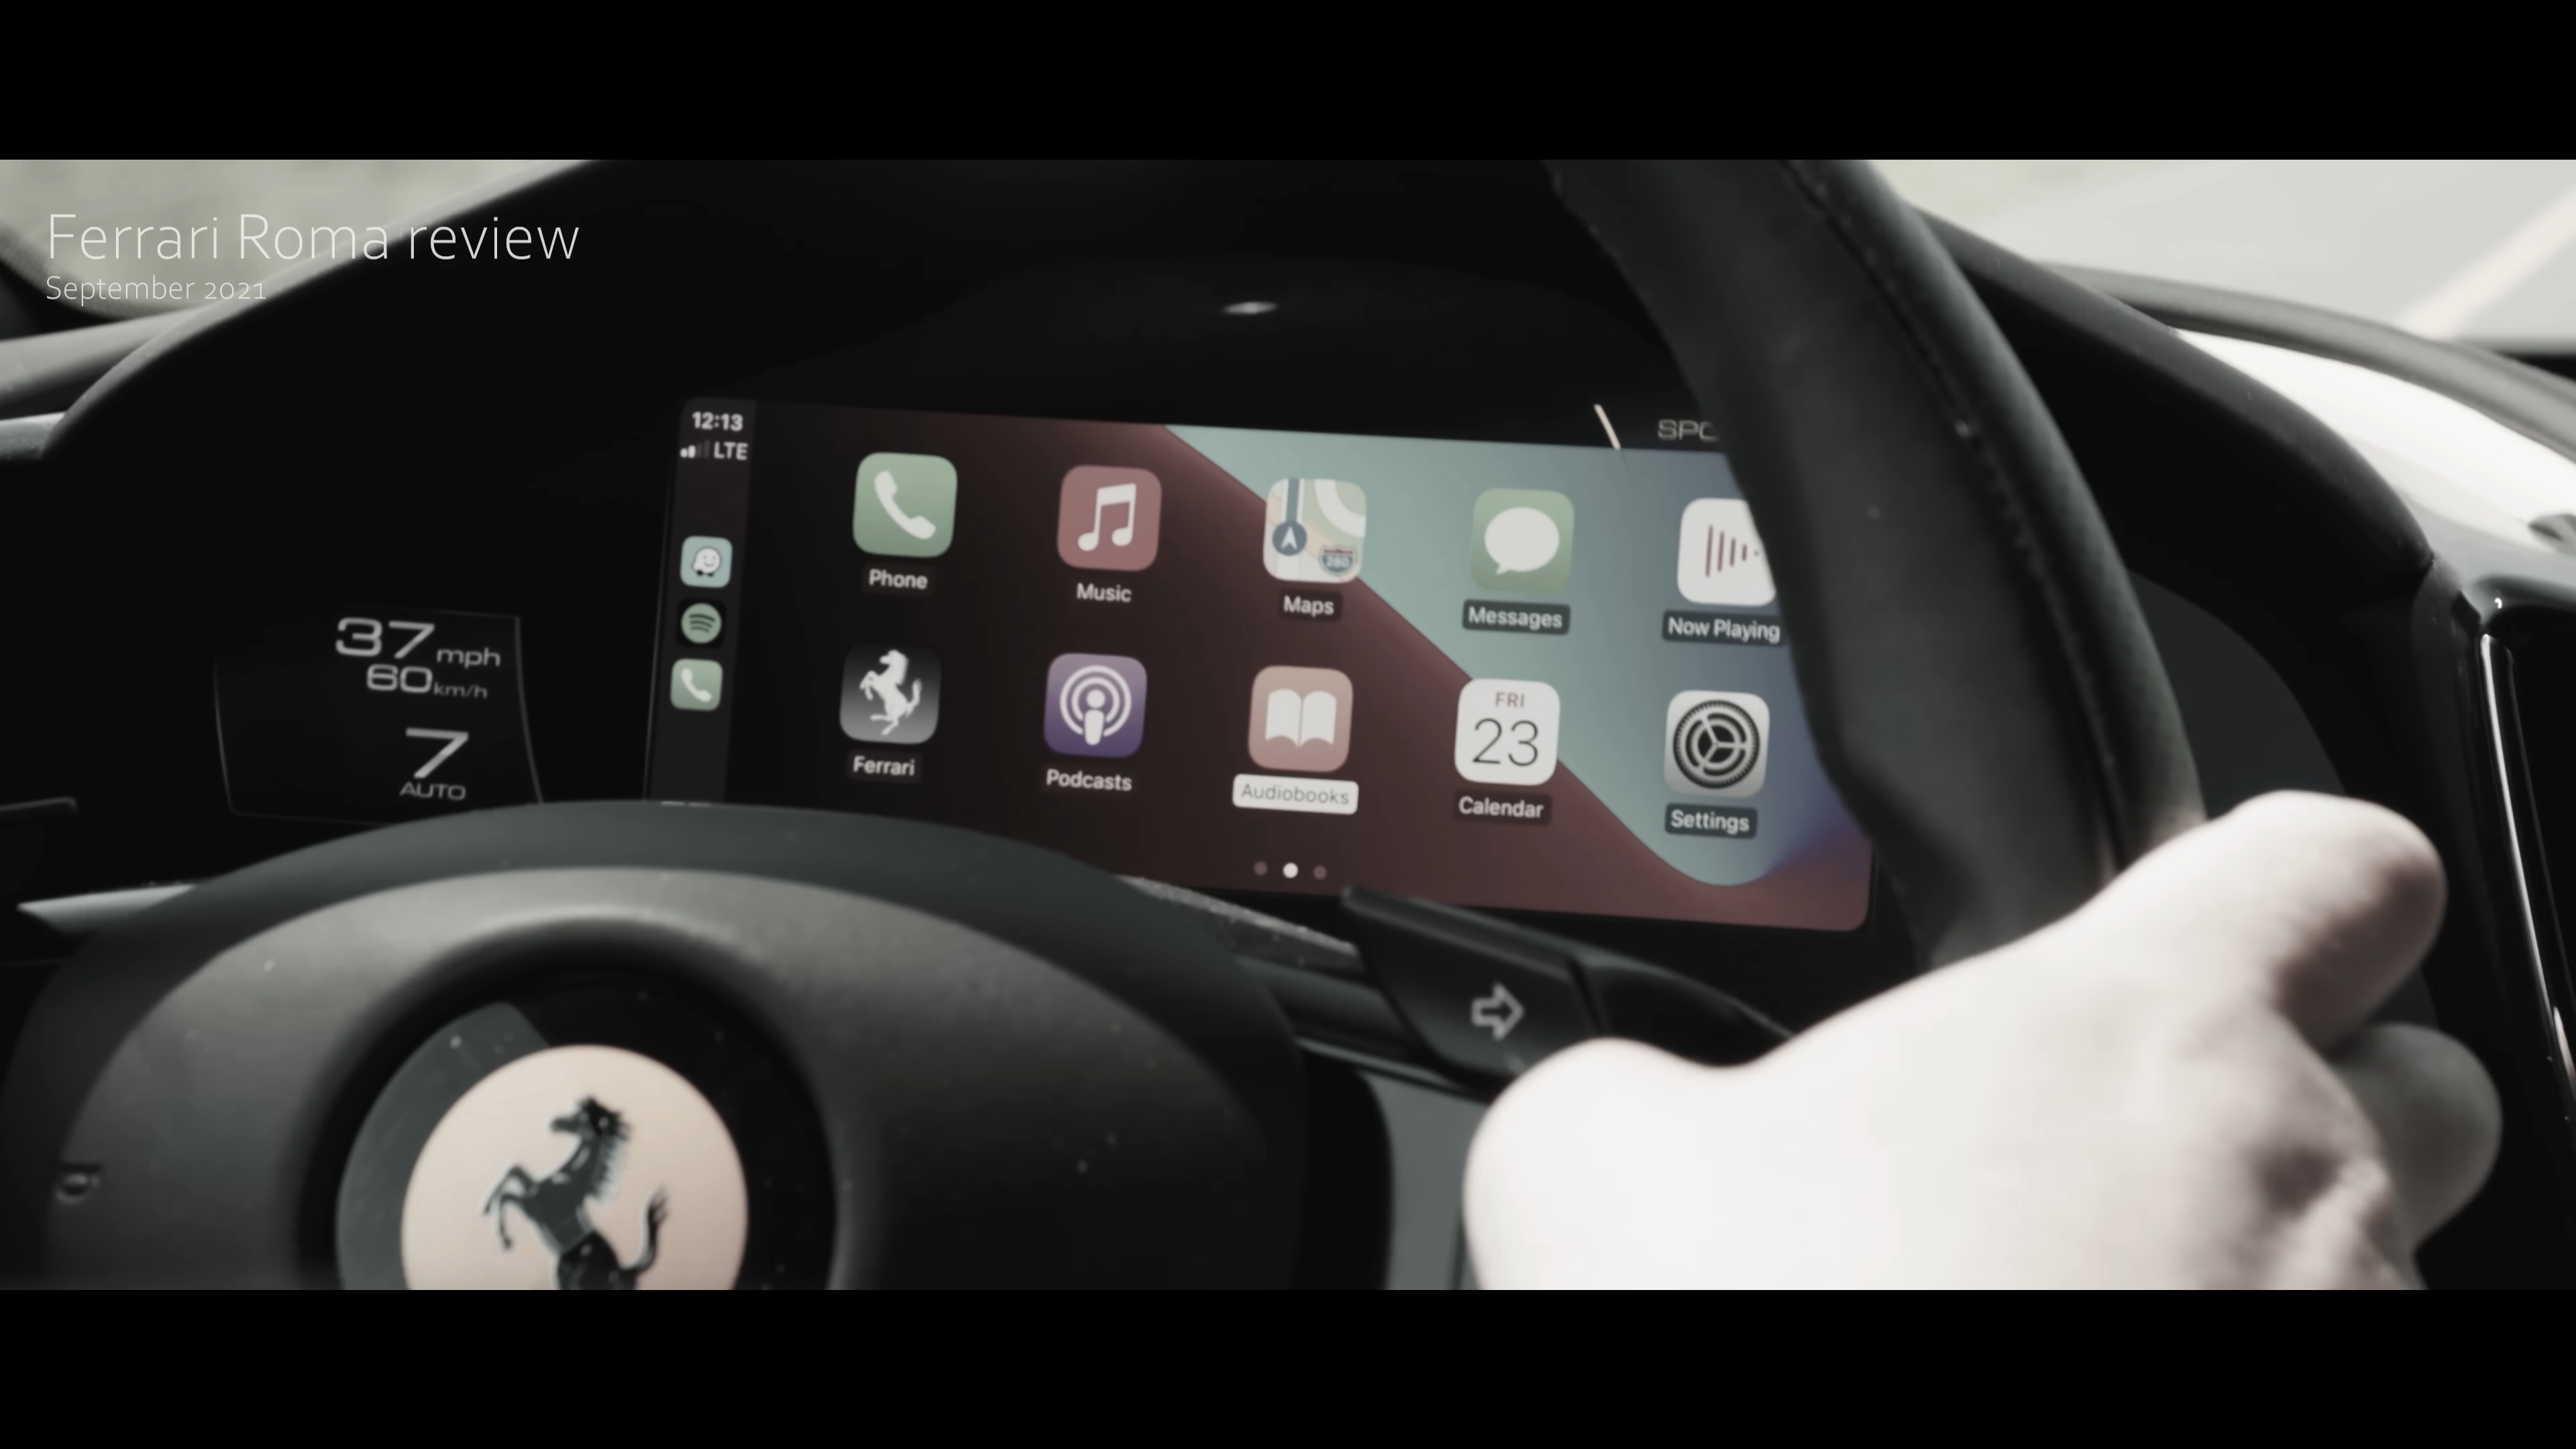 Ferrari Roma review
September 2021
12:13
LTE
Phone
Music
Maps
280
Messages
Now Playing
37 mph
60 km/h
7
AUTO
Ferrari
Podcasts
Audiobooks
FRI
23
Calendar
Settings